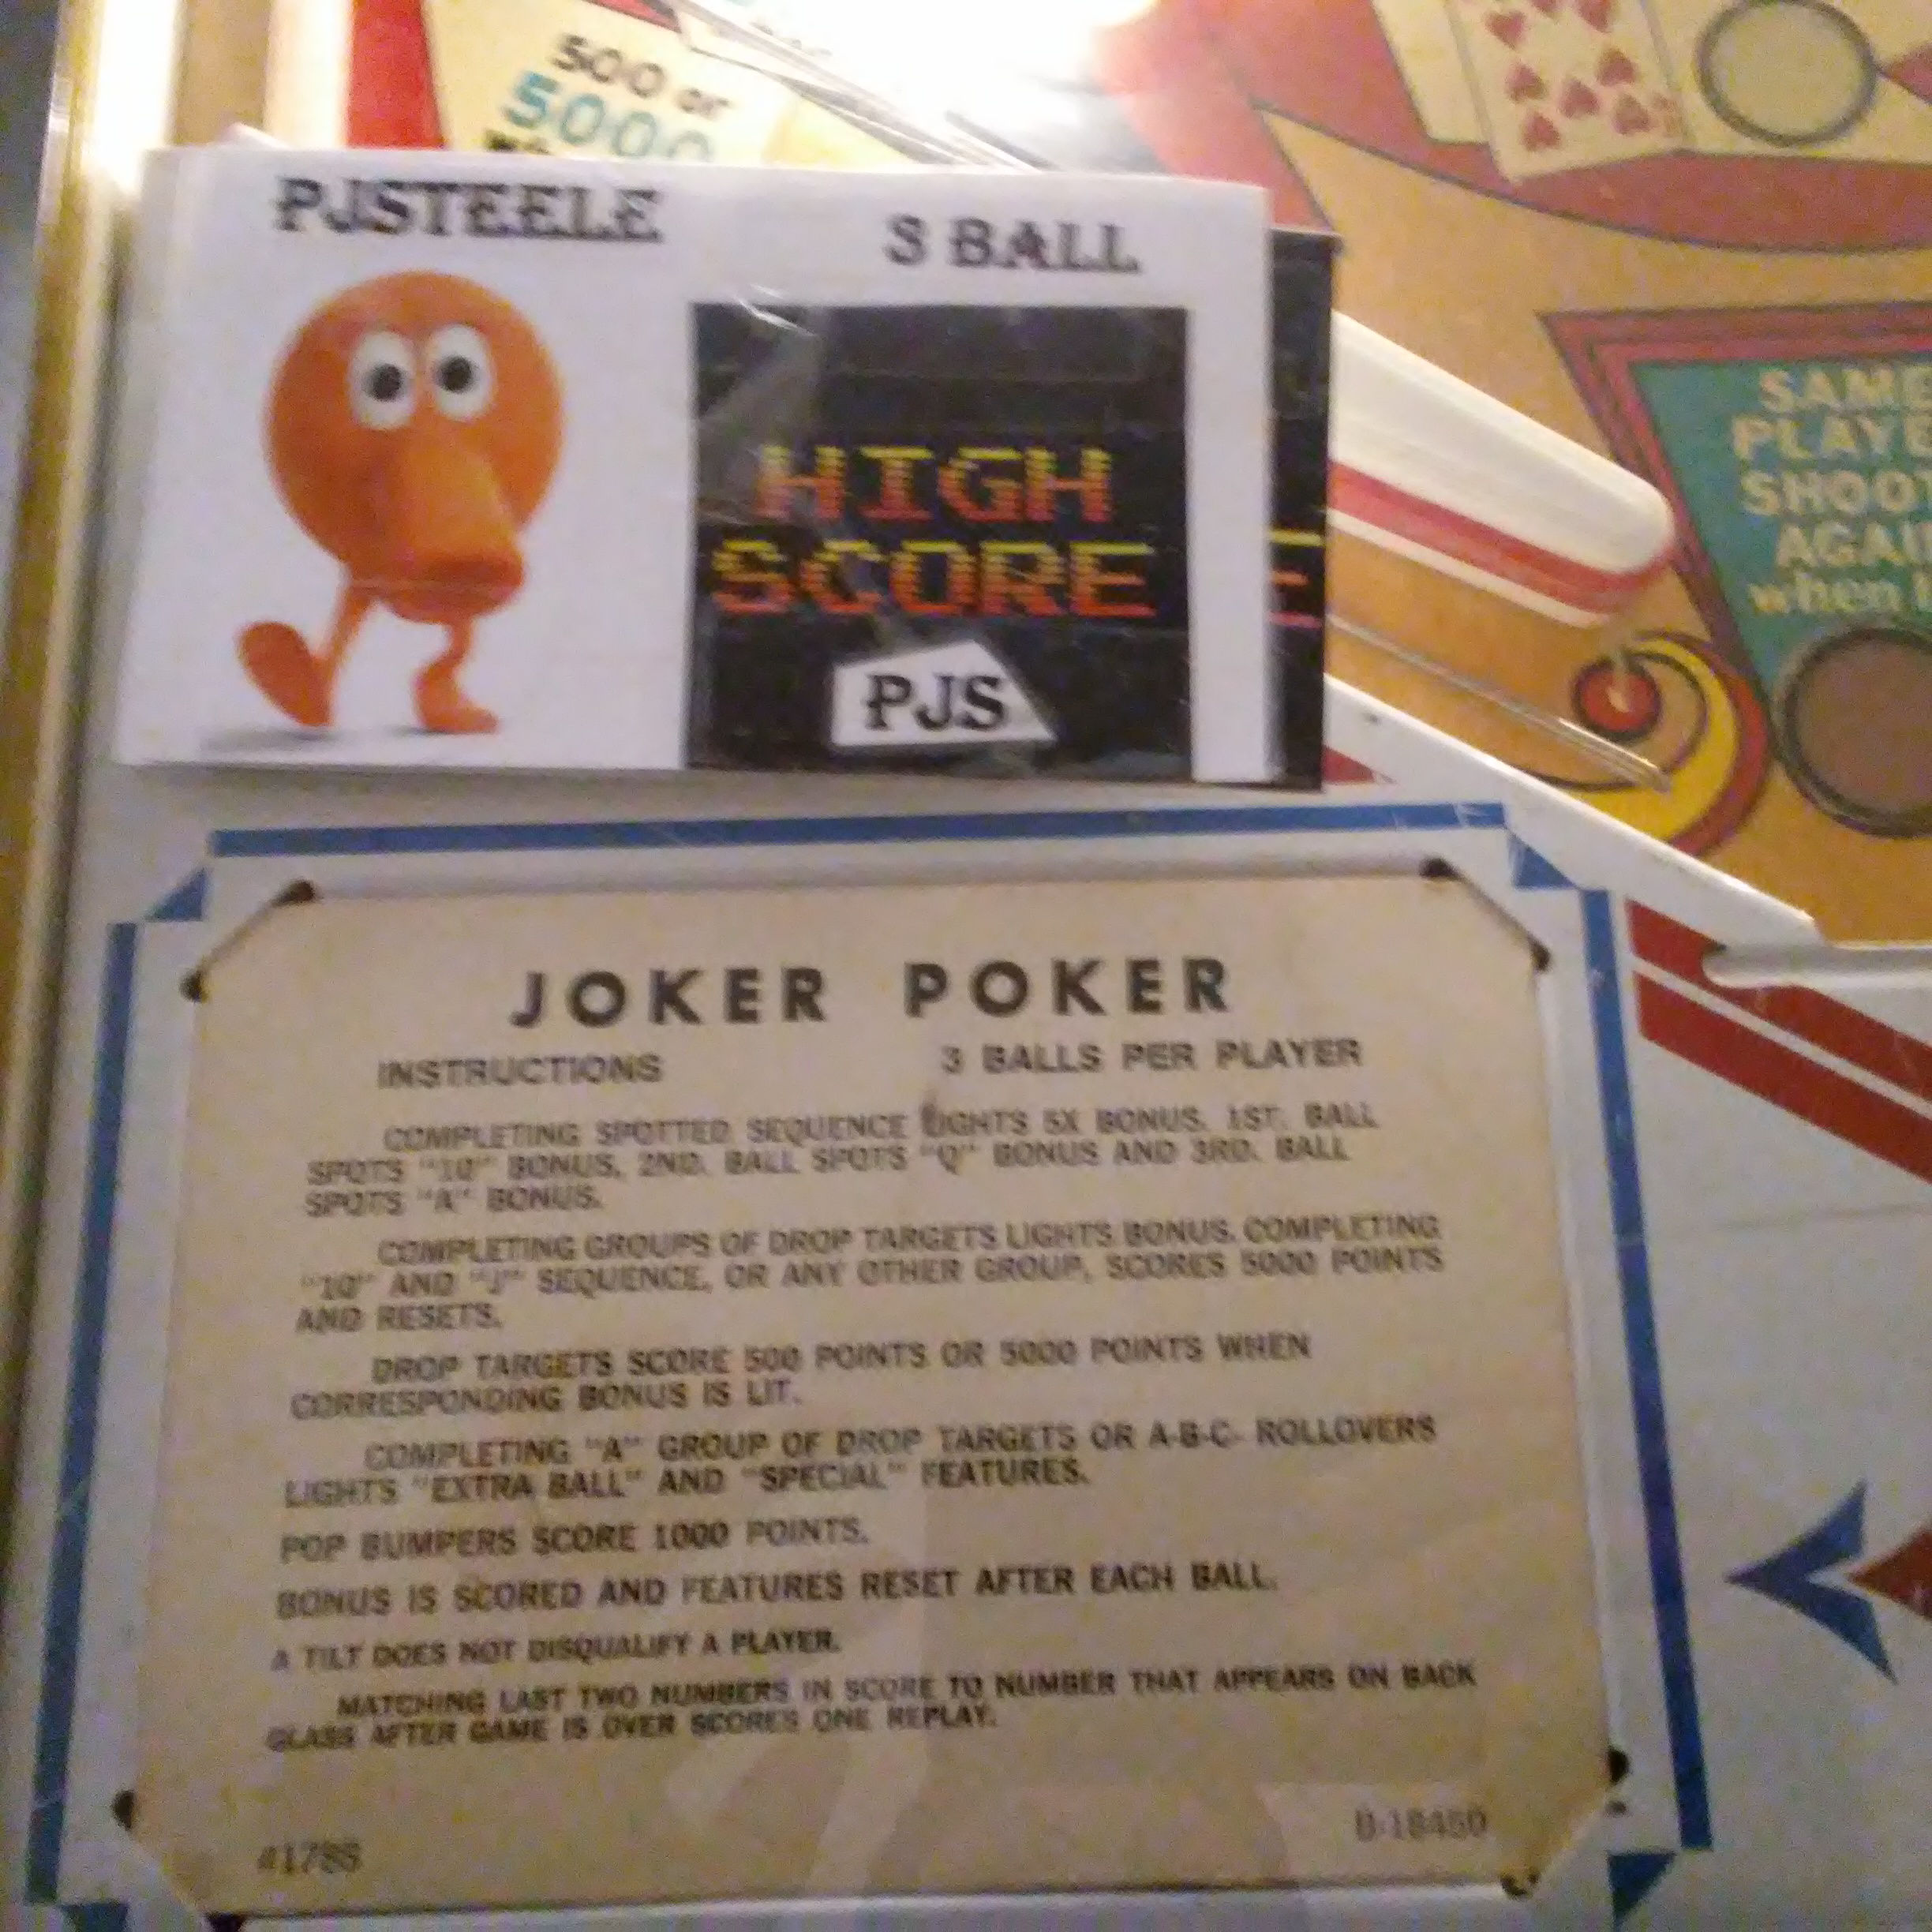 500 or
5000
PJSTEELE
3 BALL
HIGH
SCORE
E
PJS
SAME
PLAYE
SHOOT
AGAI
when
JOKER POKER
INSTRUCTIONS
3 BALLS PER PLAYER
COMPLETING SPOTTED SEQUENCE LIGHTS 5X BONUS. 1ST. BALL
SPOTS "10" BONUS, 2ND. BALL SPOTS "Q" BONUS AND 3RD. BALL
SPOTS "A" BONUS.
COMPLETING GROUPS OF DROP TARGETS LIGHTS BONUS. COMPLETING
"10" AND "J" SEQUENCE, OR ANY OTHER GROUP, SCORES 5000 POINTS
AND RESETS.
DROP TARGETS SCORE 500 POINTS OR 5000 POINTS WHEN
CORRESPONDING BONUS IS LIT.
COMPLETING "A" GROUP OF DROP TARGETS OR A-B-C- ROLLOVERS
LIGHTS "EXTRA BALL" AND "SPECIAL" FEATURES.
POP BUMPERS SCORE 1000 POINTS.
BONUS IS SCORED AND FEATURES RESET AFTER EACH BALL.
A TILT DOES NOT DISQUALIFY A PLAYER.
MATCHING LAST TWO NUMBERS IN SCORE TO NUMBER THAT APPEARS ON BACK
GLASS AFTER GAME IS OVER SCORES ONE REPLAY.